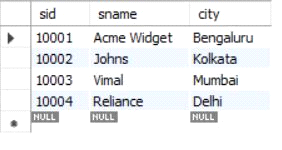 sid sname city
10001 Acme Widget Bengaluru
10002 Johns Kolkata
10003 Vimal Mumbai
10004 Reliance Delhi
NULL NULL NULL